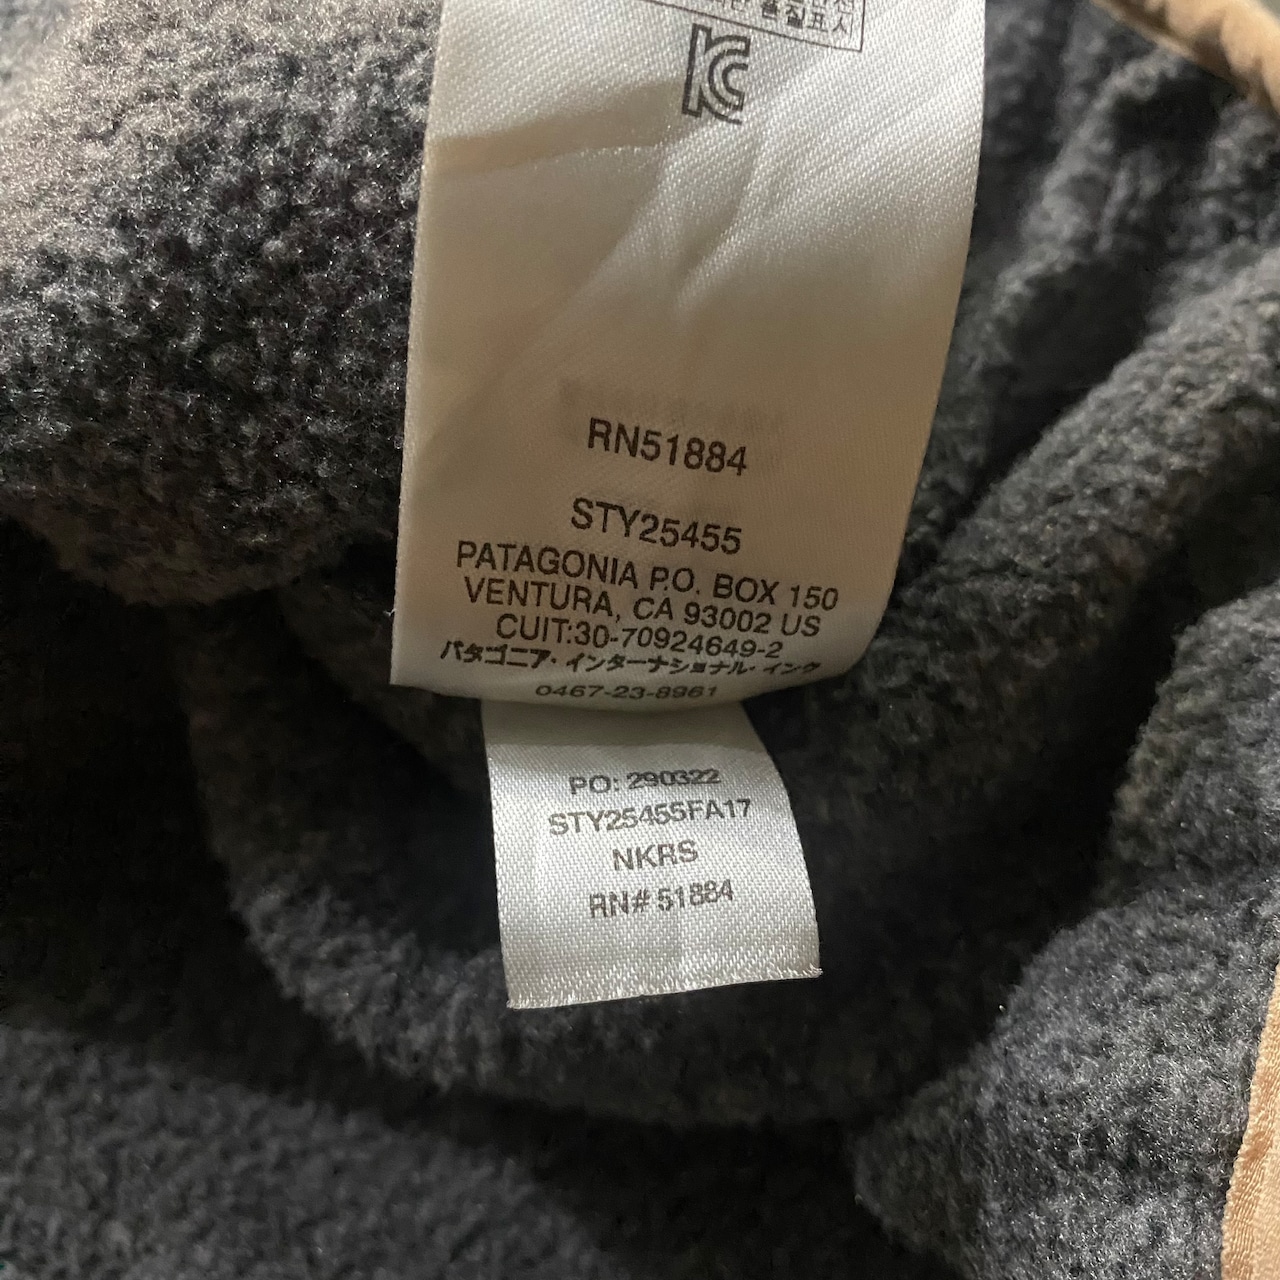 표시
RN51884
STY25455
PATAGONIA P.O. BOX 150
VENTURA, CA 93002 US
CUIT:30-70924649-2
パタゴニア・インターナショナル・インク
0467-23-8961
PO: 290322
STY25455FA17
NKRS
RN# 51884